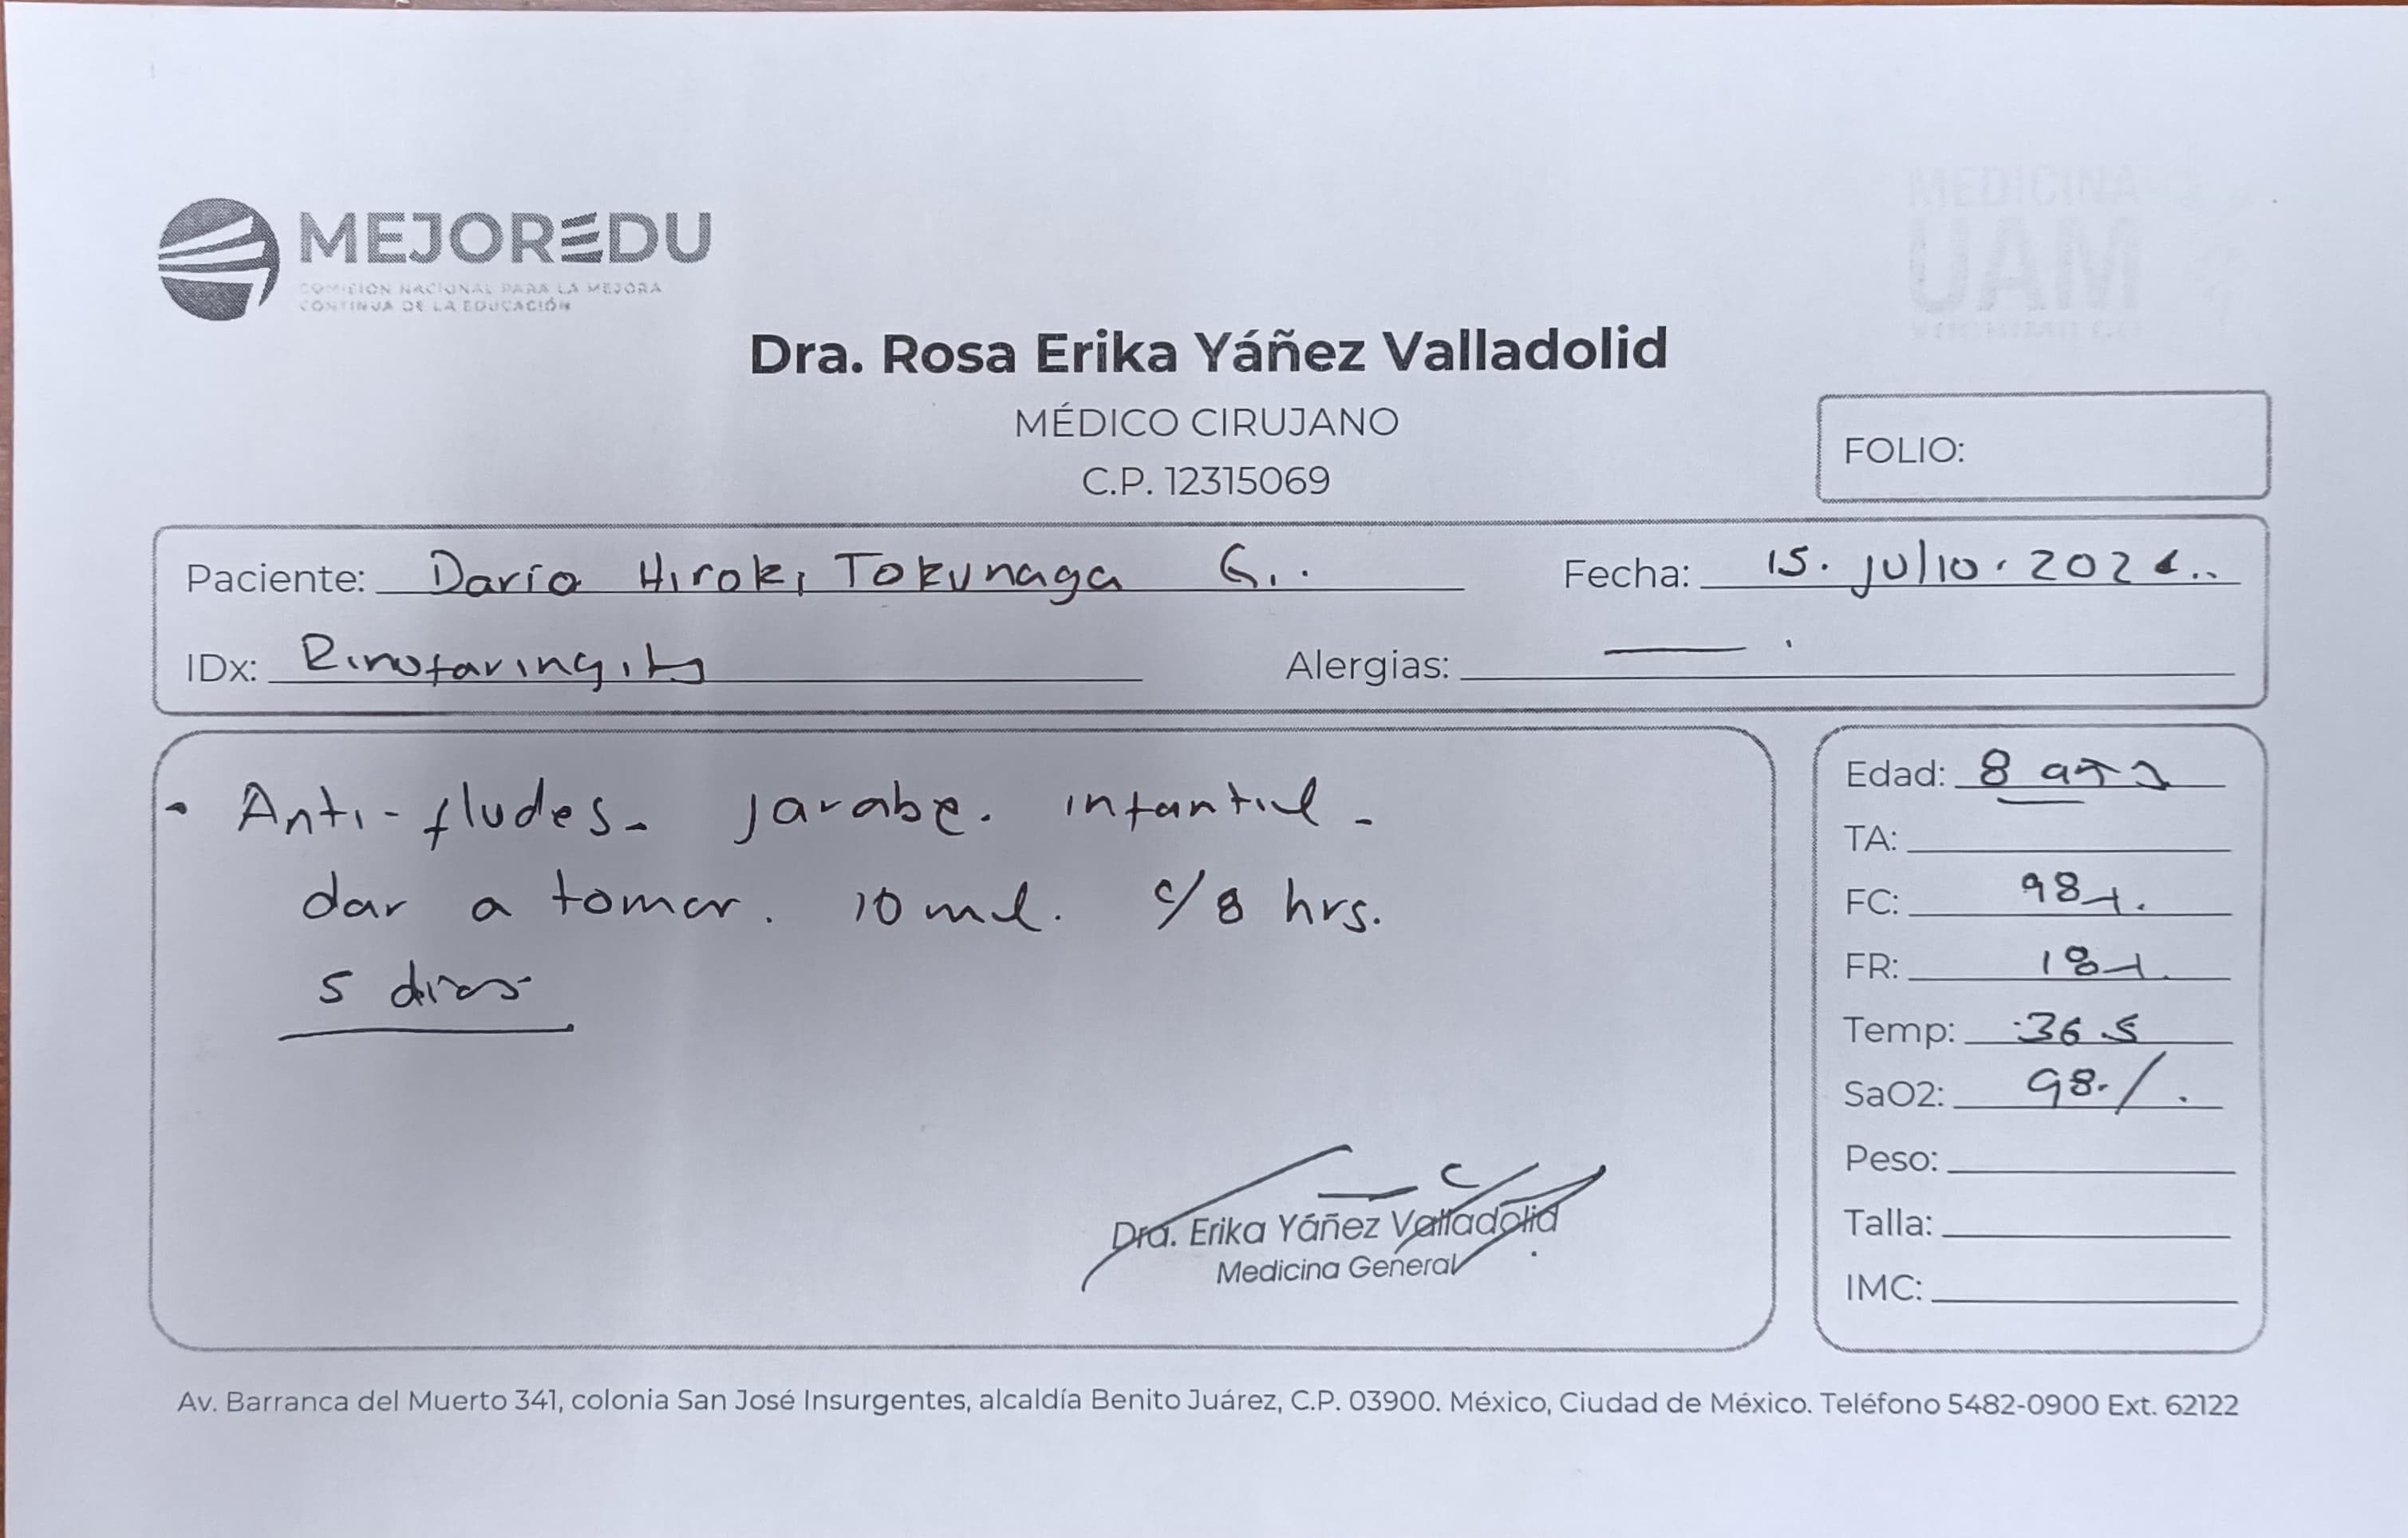 MEJOREDU
COMISIÓN NACIONAL PARA LA MEJORA
CONTINUA DE LA EDUCACIÓN
MEDICINA
UAM
Dra. Rosa Erika Yáñez Valladolid
MÉDICO CIRUJANO
C.P. 12315069
FOLIO:
Paciente: Darío Hiroki Tokunaga G.
Fecha: 15. julio.
IDx: Rinofaringitis
Alergias: —
- Anti-fludes- jarabe. infantil -
dar a tomar. 10 ml. c/8 hrs.
5 dias
Dra. Erika Yáñez Valladolid
Medicina General
Edad: 8 años
TA:
FC: 98
FR: 18
Temp: 36.5
SaO2: 98%.
Peso:
Talla:
IMC:
Av. Barranca del Muerto 341, colonia San José Insurgentes, alcaldía Benito Juárez, C.P. 03900. México, Ciudad de México. Teléfono 5482-0900 Ext. 62122